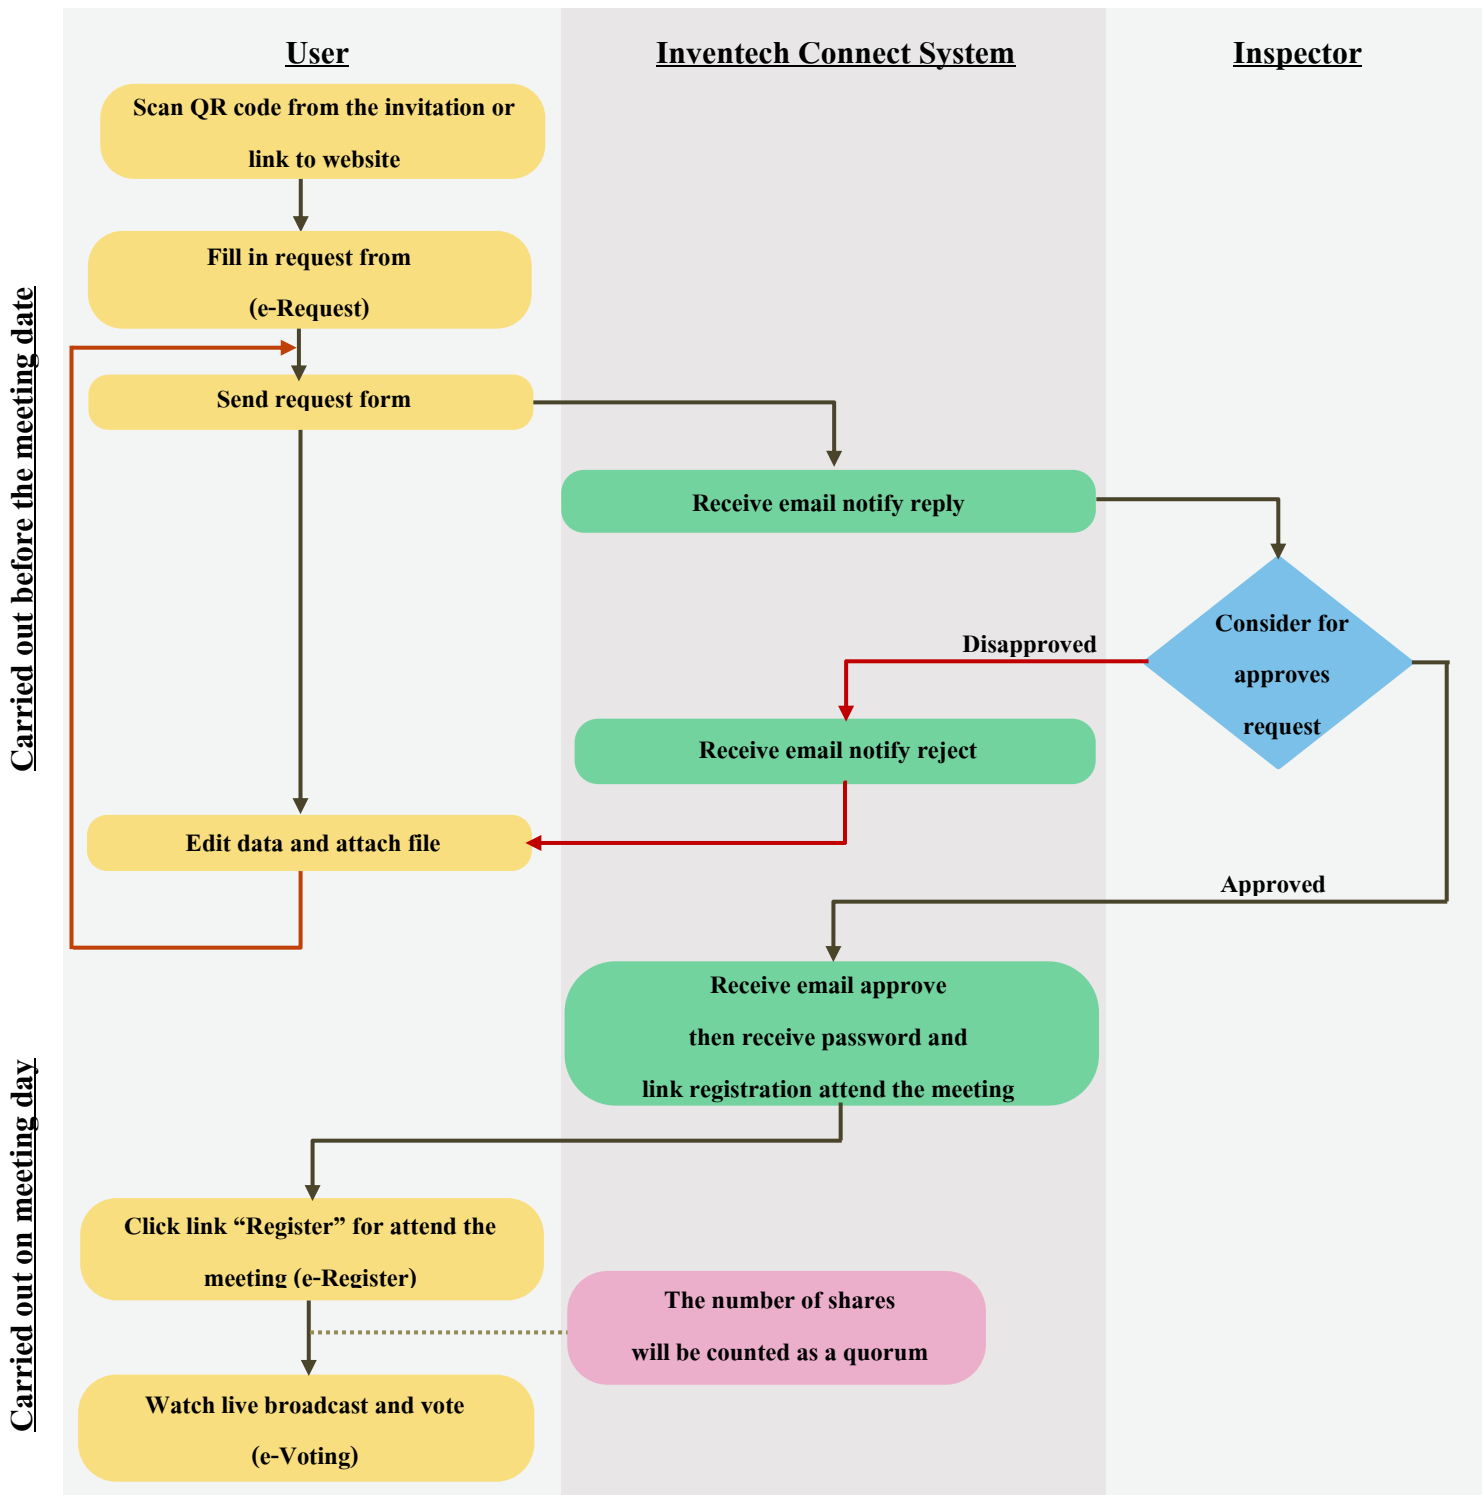 User
Inventech Connect System
Inspector
Scan QR code from the invitation or
link to website
Fill in request from
(e-Request)
Send request form
Receive email notify reply
Consider for
approves
request
Disapproved
Receive email notify reject
Edit data and attach file
Approved
Receive email approve
then receive password and
link registration attend the meeting
Click link “Register” for attend the
meeting (e-Register)
The number of shares
will be counted as a quorum
Watch live broadcast and vote
(e-Voting)
Carried out before the meeting date
Carried out on meeting day